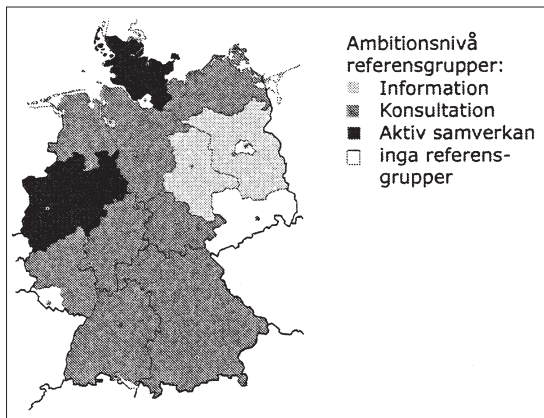 Ambitionsnivå
referensgrupper:
Information
Konsultation
Aktiv samverkan
inga referens-
grupper